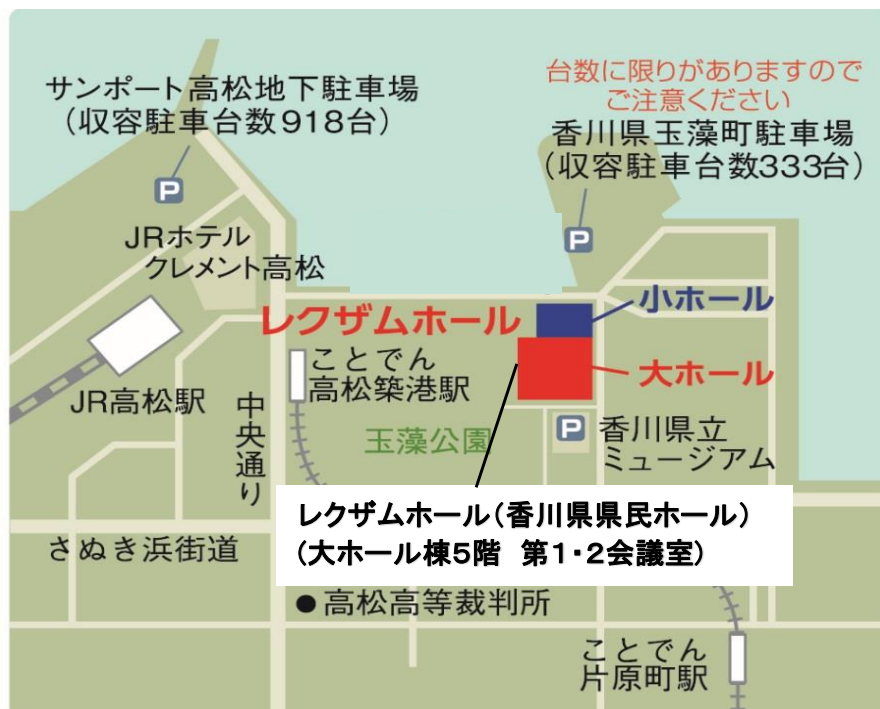 サンポート高松地下駐車場
（収容駐車台数918台）
台数に限りがありますので
ご注意ください
香川県玉藻町駐車場
（収容駐車台数333台）
P
P
JRホテル
クレメント高松
レクザムホール
小ホール
大ホール
ことでん
高松築港駅
JR高松駅
中央通り
玉藻公園
P
香川県立
ミュージアム
レクザムホール（香川県県民ホール）
（大ホール棟5階 第1・2会議室）
さぬき浜街道
●高松高等裁判所
ことでん
片原町駅